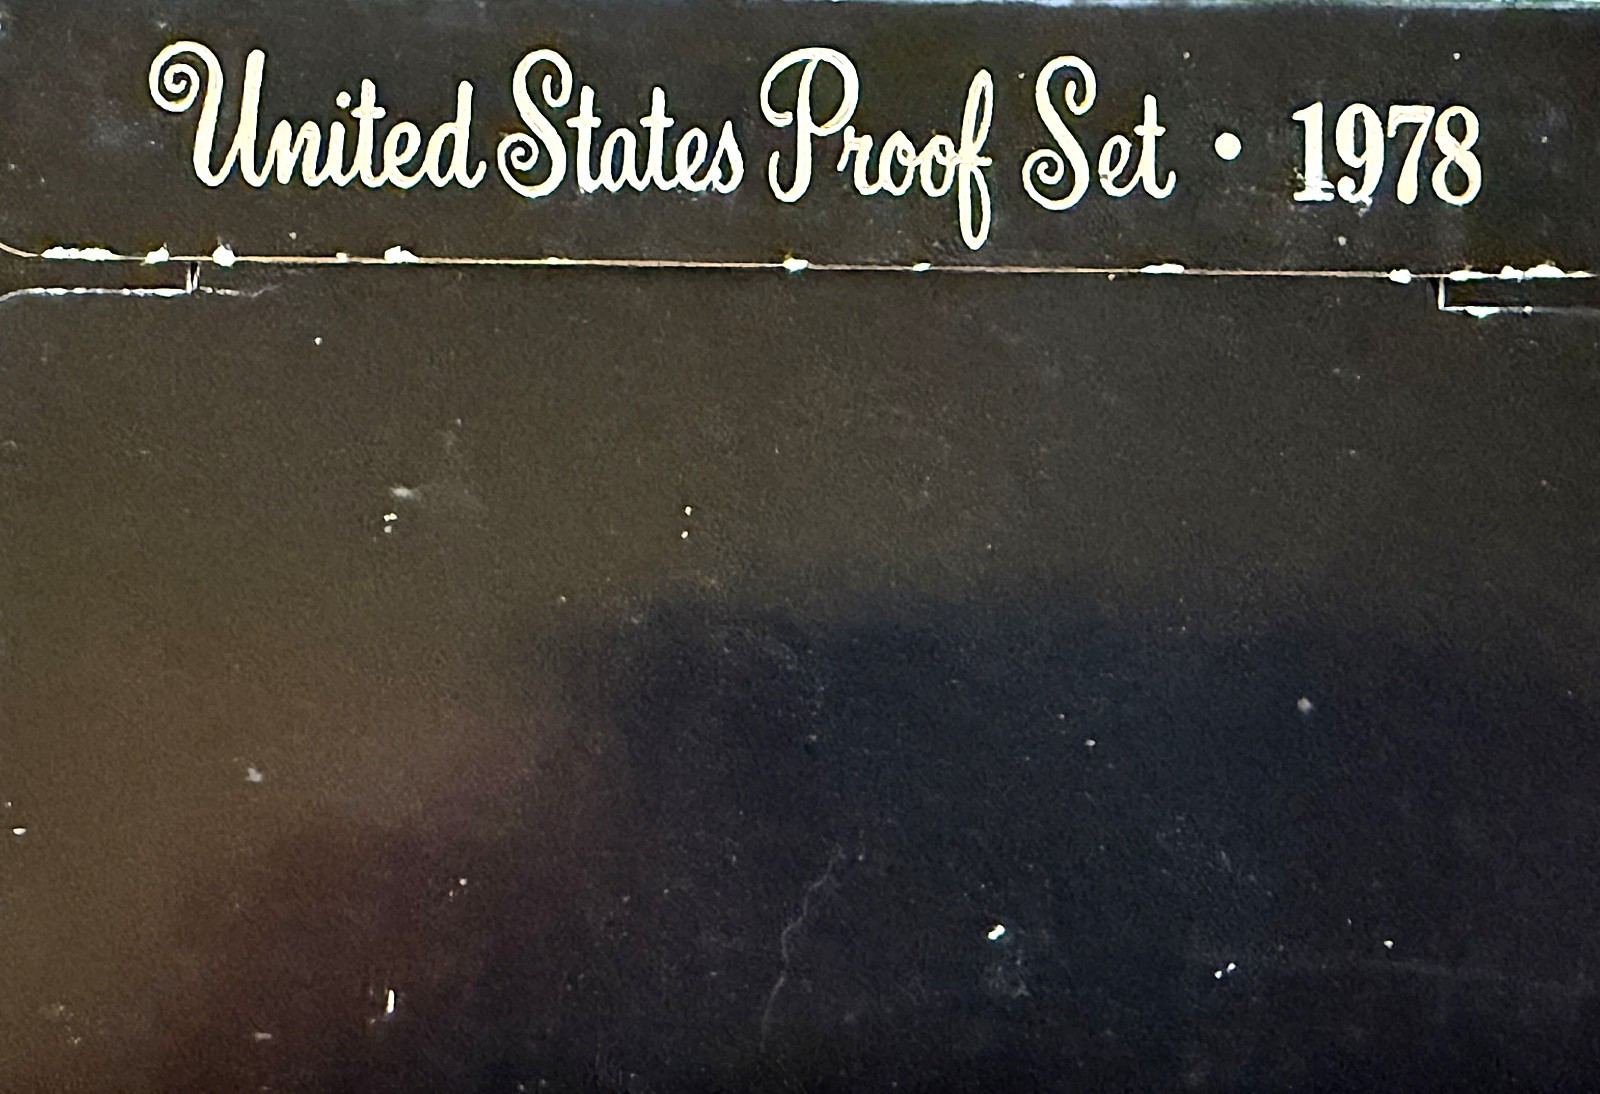 United States Proof Set • 1978